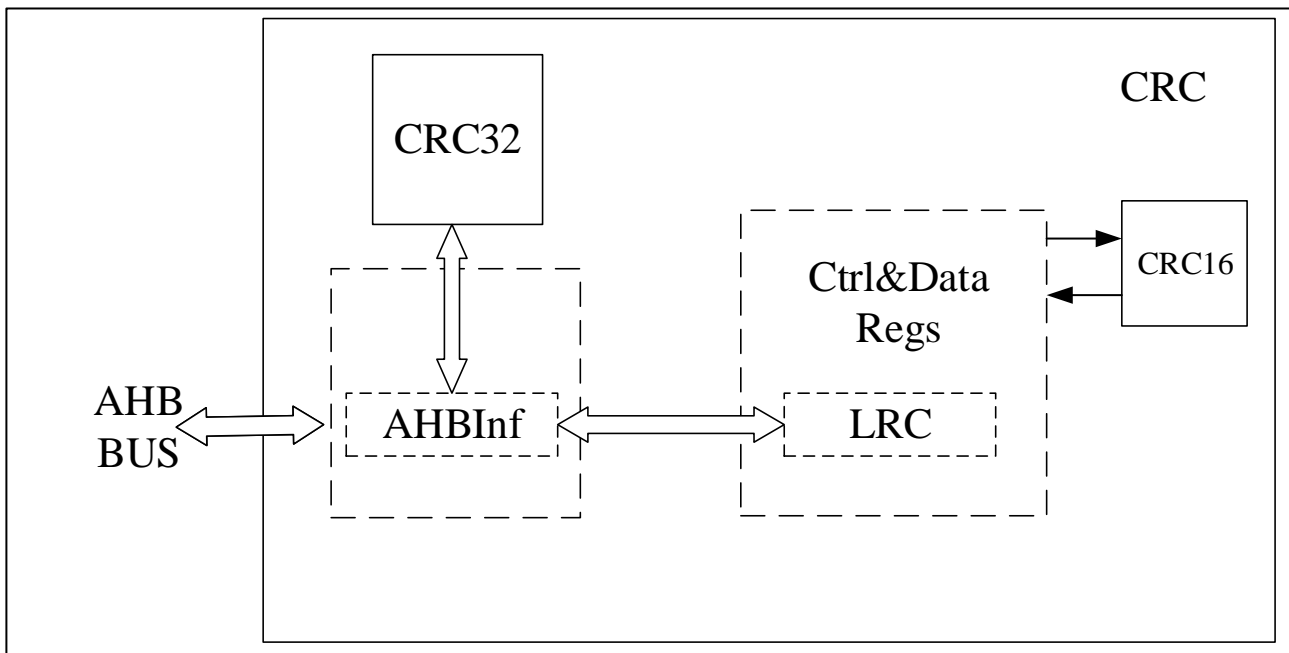 CRC
CRC32
Ctrl&Data
Regs
CRC16
AHB
BUS
AHBInf
LRC